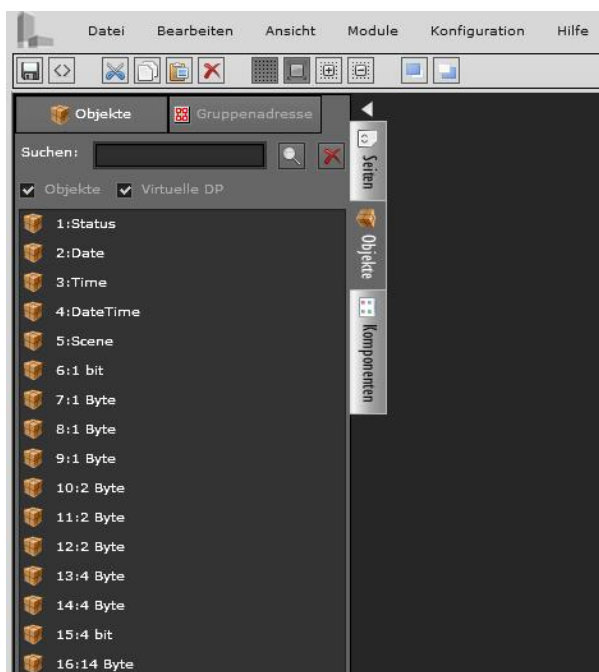 Datei Bearbeiten Ansicht Module Konfiguration Hilfe
Objekte Gruppenadresse
Suchen:
Objekte Virtuelle DP
1:Status
2:Date
3:Time
4:DateTime
5:Scene
6:1 bit
7:1 Byte
8:1 Byte
9:1 Byte
10:2 Byte
11:2 Byte
12:2 Byte
13:4 Byte
14:4 Byte
15:4 bit
16:14 Byte
Seiten
Objekte
Komponenten